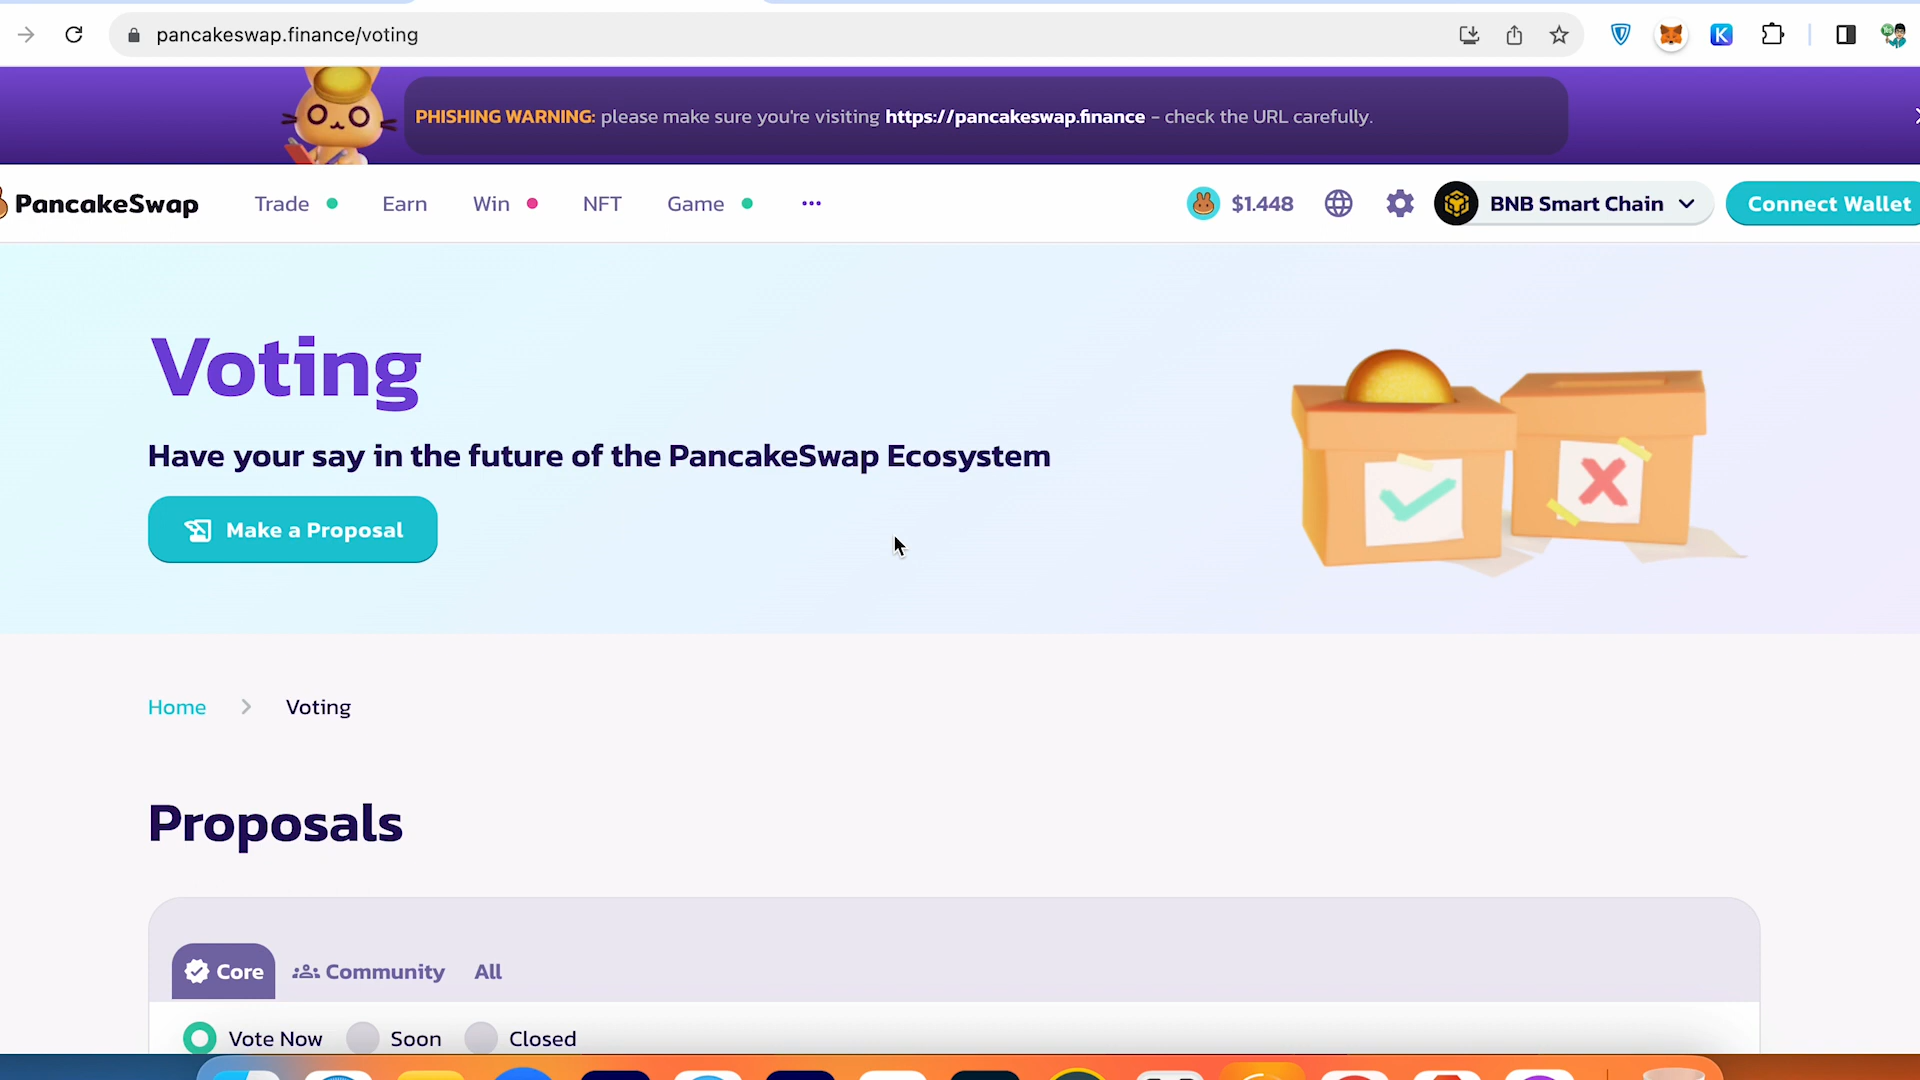 pancakeswap.finance/voting
PHISHING WARNING: please make sure you're visiting https://pancakeswap.finance - check the URL carefully.
PancakeSwap
Trade
Earn
Win
NFT
Game
$1.448
BNB Smart Chain
Connect Wallet
Voting
Have your say in the future of the PancakeSwap Ecosystem
Make a Proposal
Home
Voting
Proposals
Core
Community
All
Vote Now
Soon
Closed